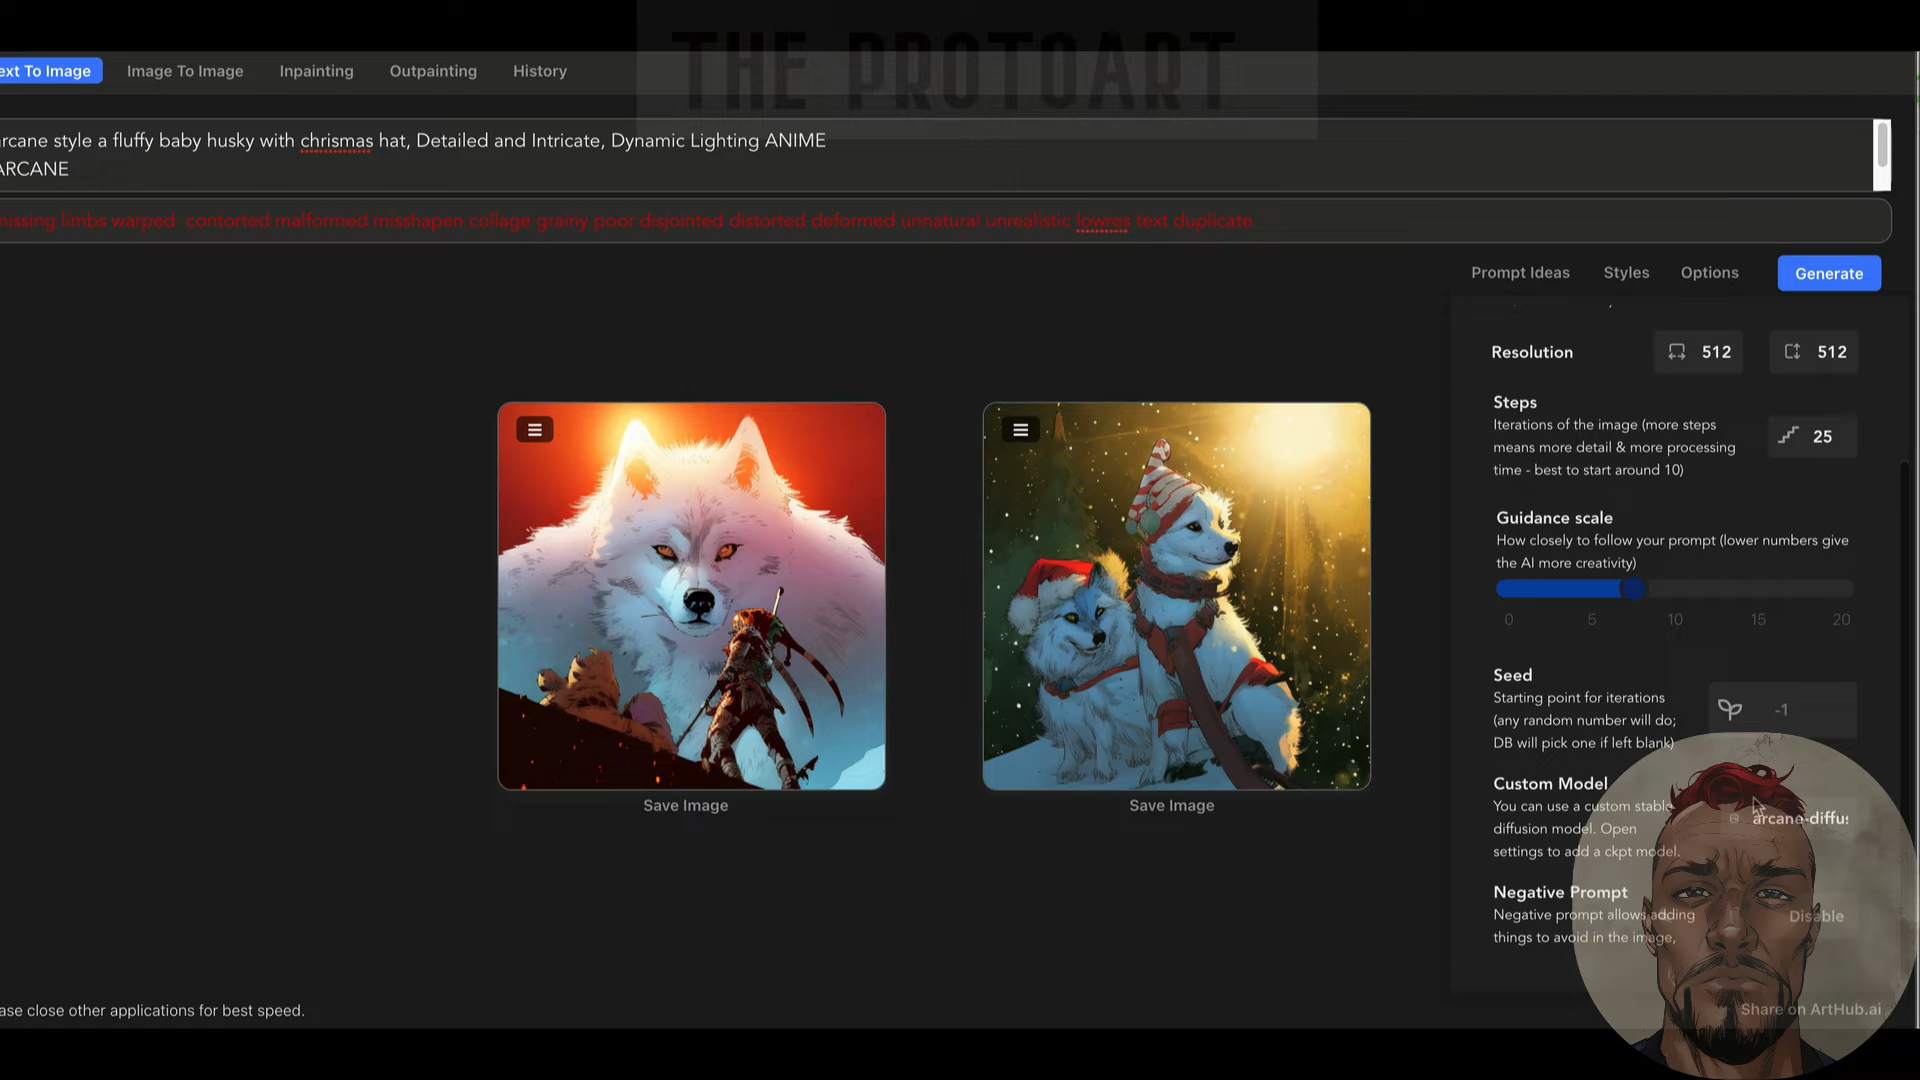 THE PROTOART
ext To Image
Image To Image
Inpainting
Outpainting
History
arcane style a fluffy baby husky with chrismas hat, Detailed and Intricate, Dynamic Lighting ANIME
ARCANE
missing limbs warped contorted malformed misshapen collage grainy poor disjointed distorted deformed unnatural unrealistic lowres text duplicate
Prompt Ideas
Styles
Options
Generate
Resolution
512
512
Steps
Iterations of the image (more steps
means more detail & more processing
time - best to start around 10)
25
Guidance scale
How closely to follow your prompt (lower numbers give
the AI more creativity)
0 5 10 15 20
Seed
Starting point for iterations
(any random number will do;
DB will pick one if left blank)
-1
Save Image
Save Image
Custom Model
You can use a custom stable
diffusion model. Open
settings to add a ckpt model.
arcane-diffu
Negative Prompt
Negative prompt allows adding
things to avoid in the image,
Disable
ase close other applications for best speed.
Share on ArtHub.ai